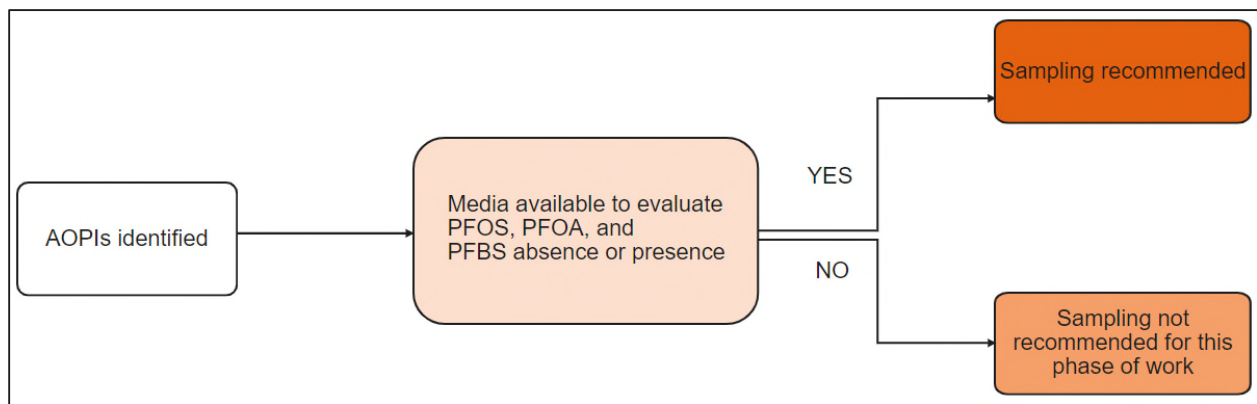 AOPIs identified
Media available to evaluate
PFOS, PFOA, and
PFBS absence or presence
YES
NO
Sampling recommended
Sampling not
recommended for this
phase of work